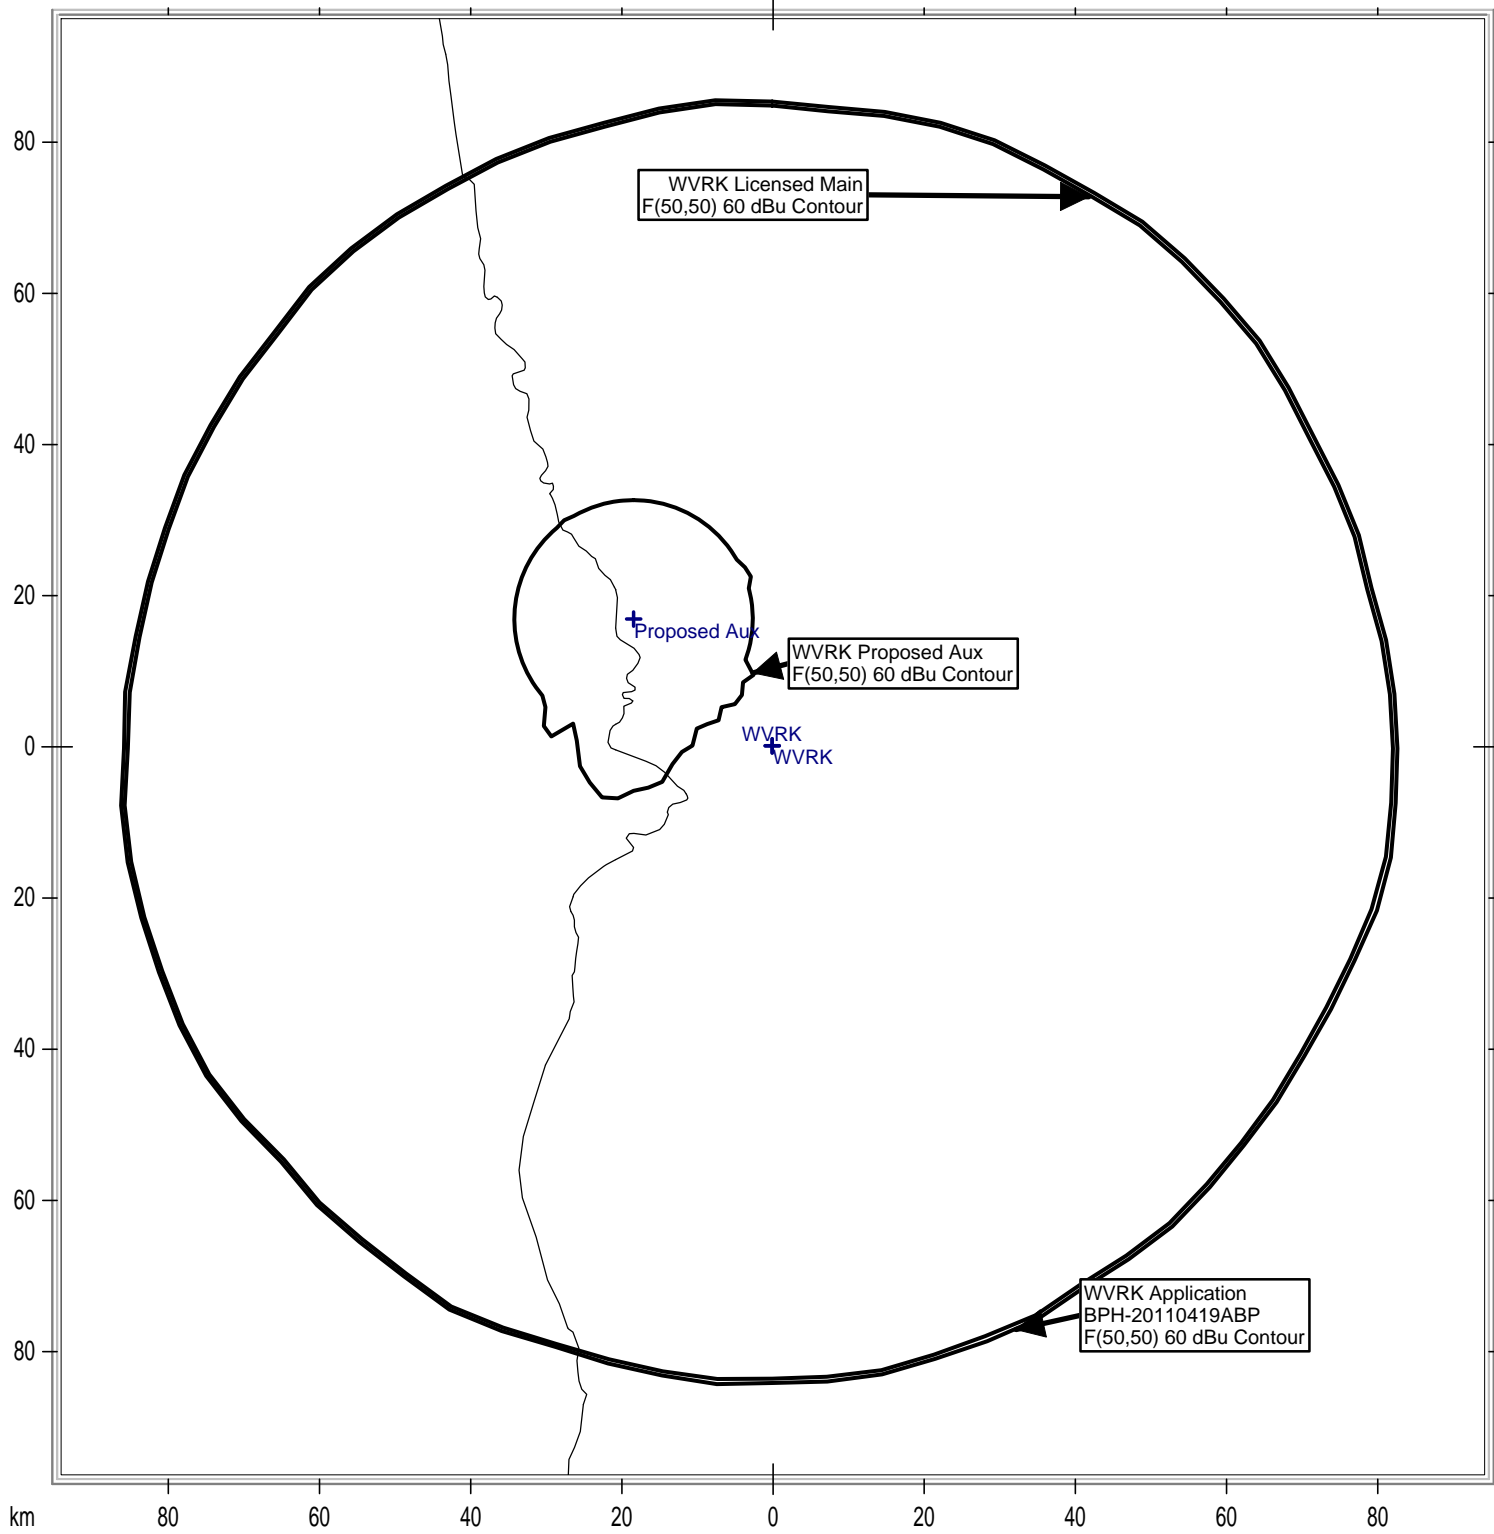 80
WVRK Licensed Main
F(50,50) 60 dBu Contour
60
40
20
Proposed Aux
WVRK Proposed Aux
F(50,50) 60 dBu Contour
WVRK
0
WVRK
20
40
60
WVRK Application
BPH-20110419ABP
F(50,50) 60 dBu Contour
80
km 80 60 40 20 0 20 40 60 80